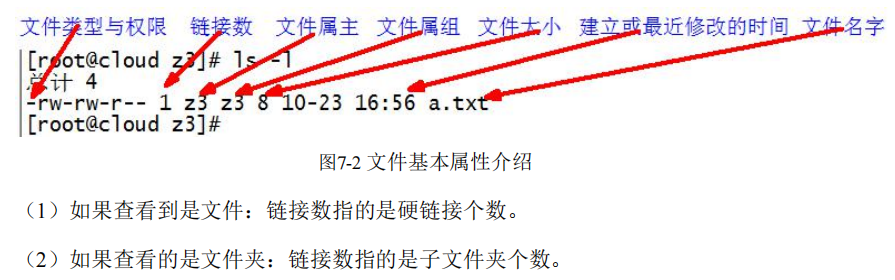 文件类型与权限 链接数 文件属主 文件属组 文件大小 建立或最近修改的时间 文件名字
[root@cloud z3]# ls -l
总计 4
-rw-rw-r-- 1 z3 z3 8 10-23 16:56 a.txt
[root@cloud z3]#
图7-2 文件基本属性介绍
（1）如果查看到是文件：链接数指的是硬链接个数。
（2）如果查看的是文件夹：链接数指的是子文件夹个数。